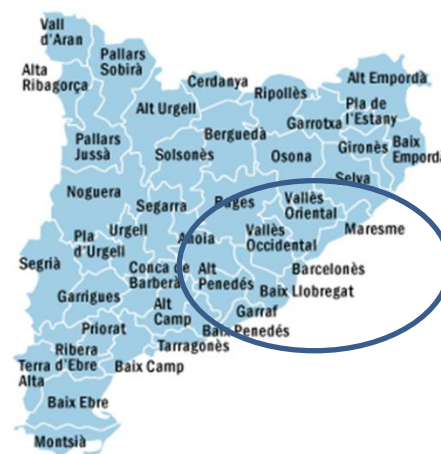 Vall
d'Aran
Pallars
Sobirà
Alta
Ribagorça
Cerdanya
Ripollès
Alt Empordà
Alt Urgell
Pla de
l'Estany
Garrotxa
Berguedà
Pallars
Jussà
Solsonès
Osona
Gironès
Baix
Empordà
Selva
Noguera
Segarra
Bages
Vallès
Oriental
Maresme
Urgell
Pla
d'Urgell
Anoia
Vallès
Occidental
Segrià
Conca de
Barberà
Alt
Penedés
Barcelonès
Baix Llobregat
Garrigues
Alt
Camp
Garraf
Priorat
Baix Penedés
Tarragonès
Ribera
d'Ebre
Terra
Alta
Baix Camp
Baix Ebre
Montsià